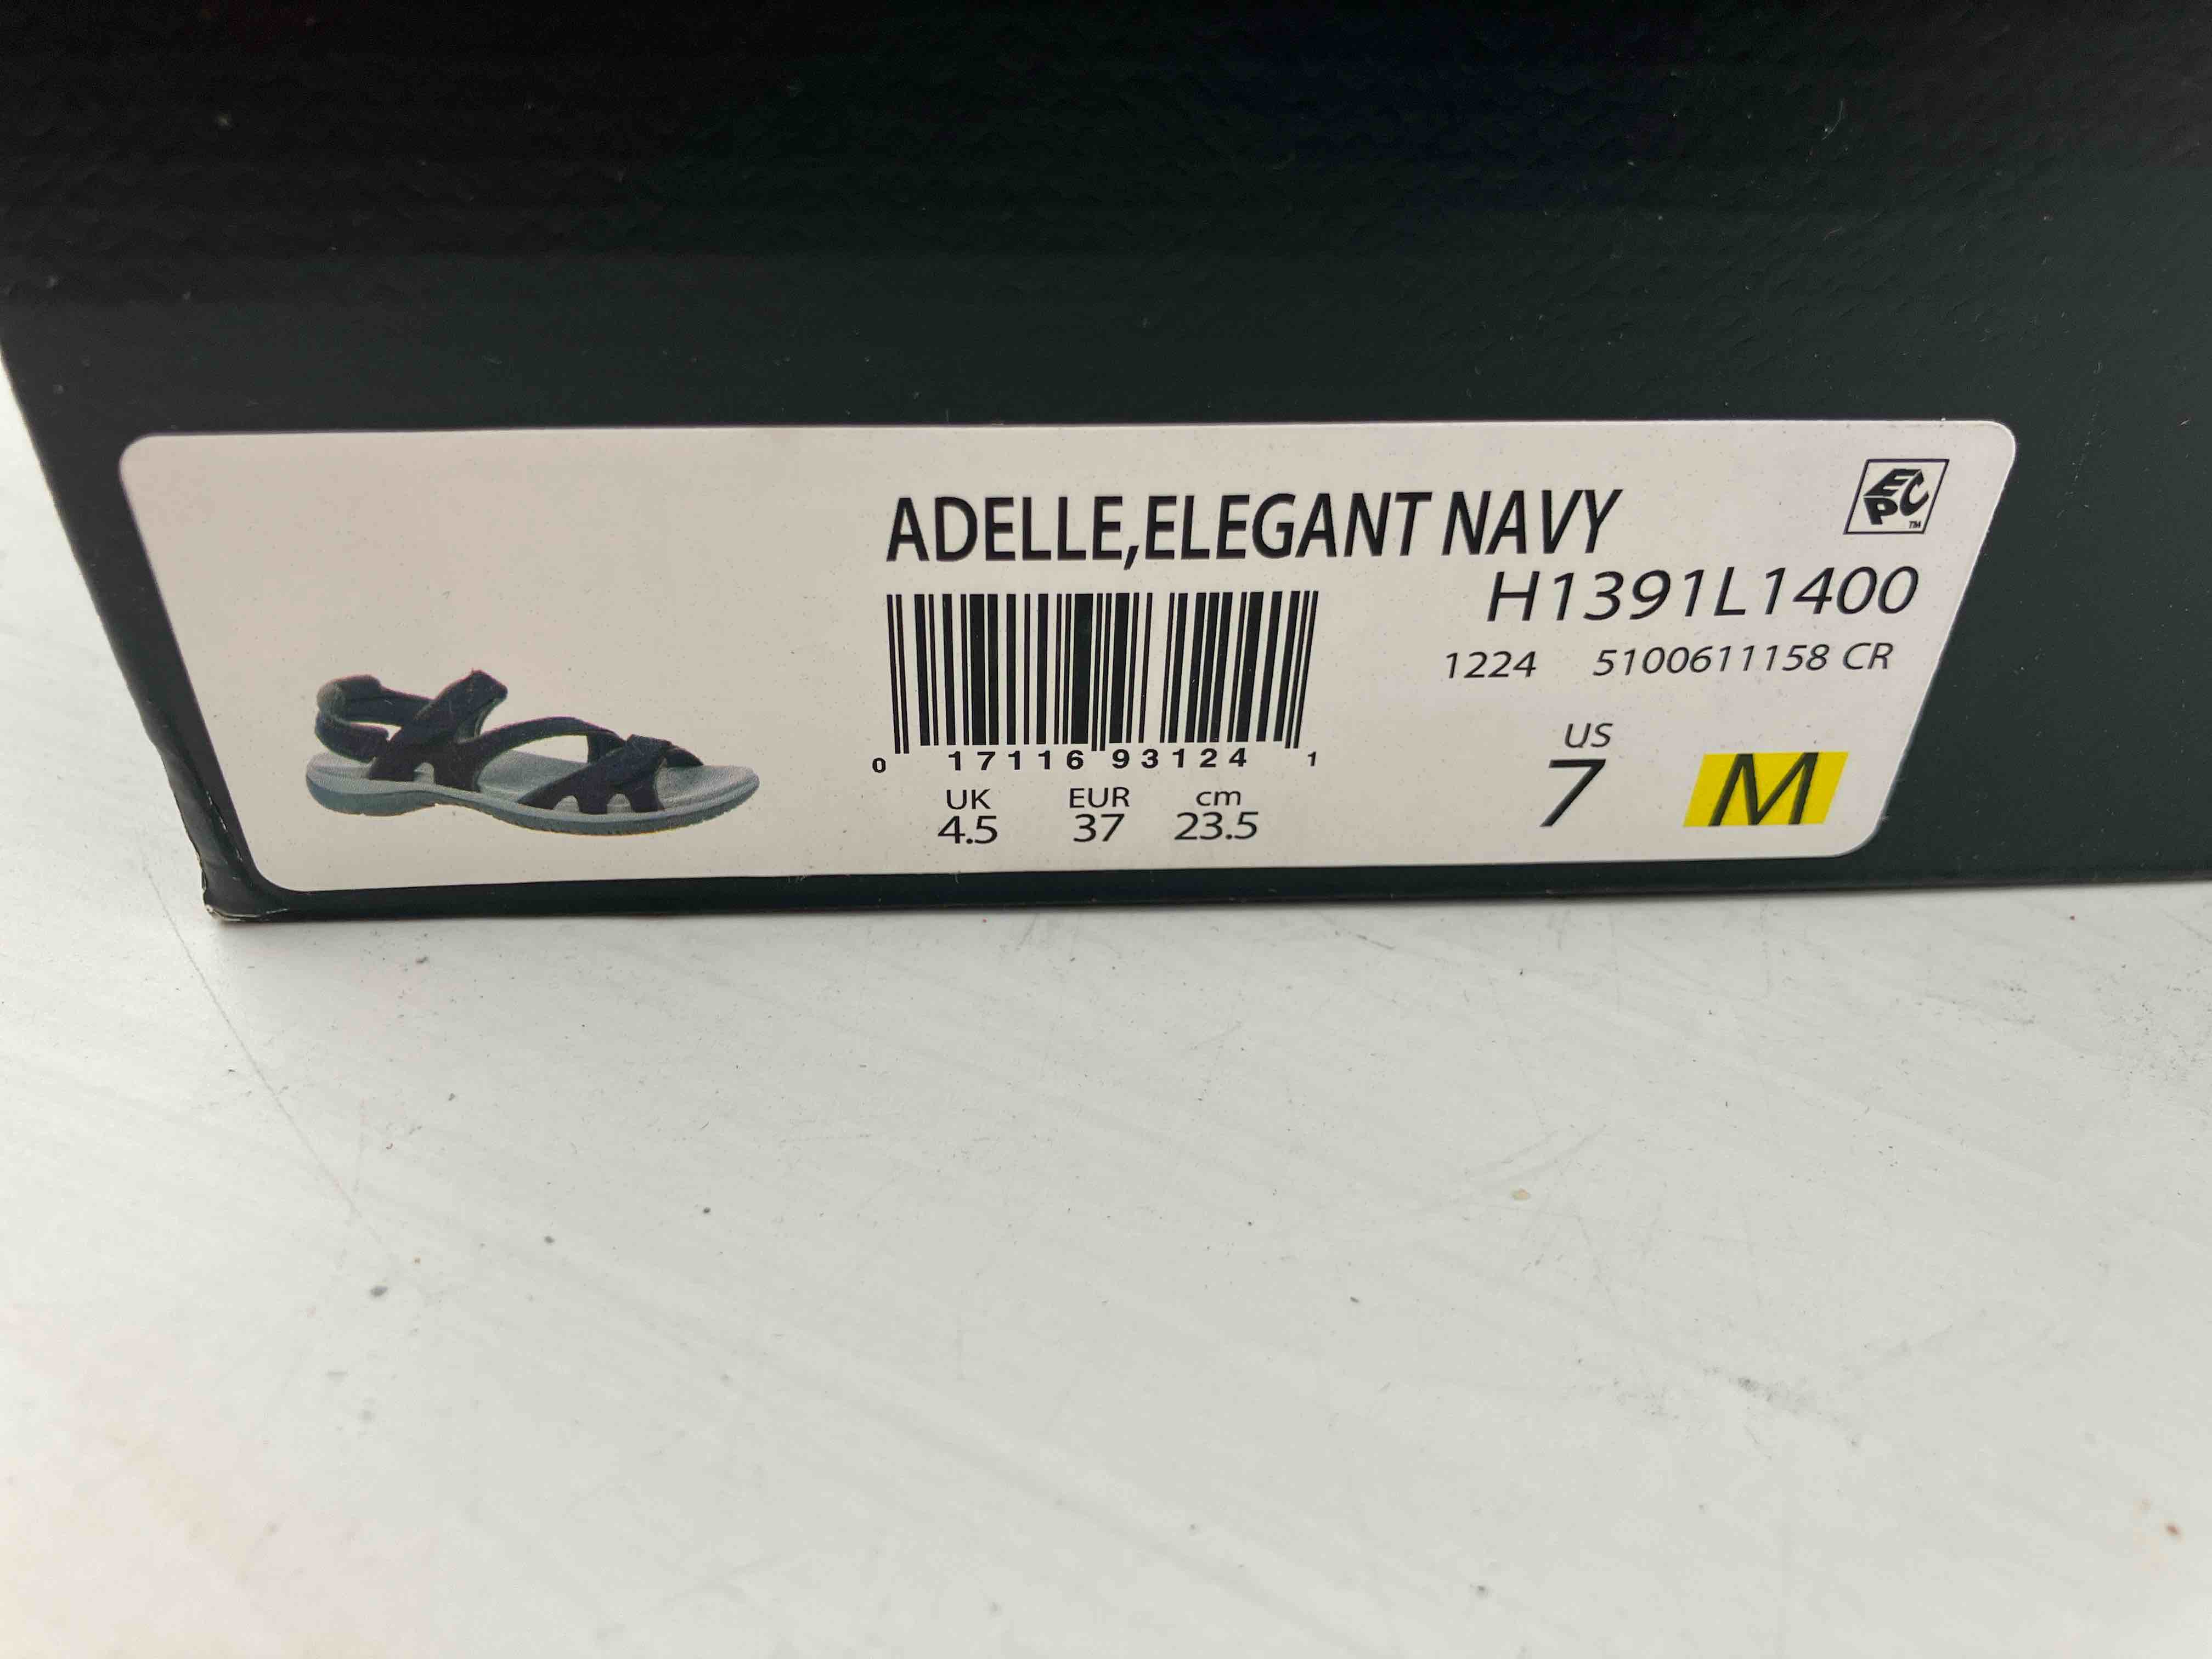 EPC™
ADELLE,ELEGANT NAVY
H1391L1400
1224 5100611158 CR
0 17116 93124 1
UK EUR cm
4.5 37 23.5
US
7 M